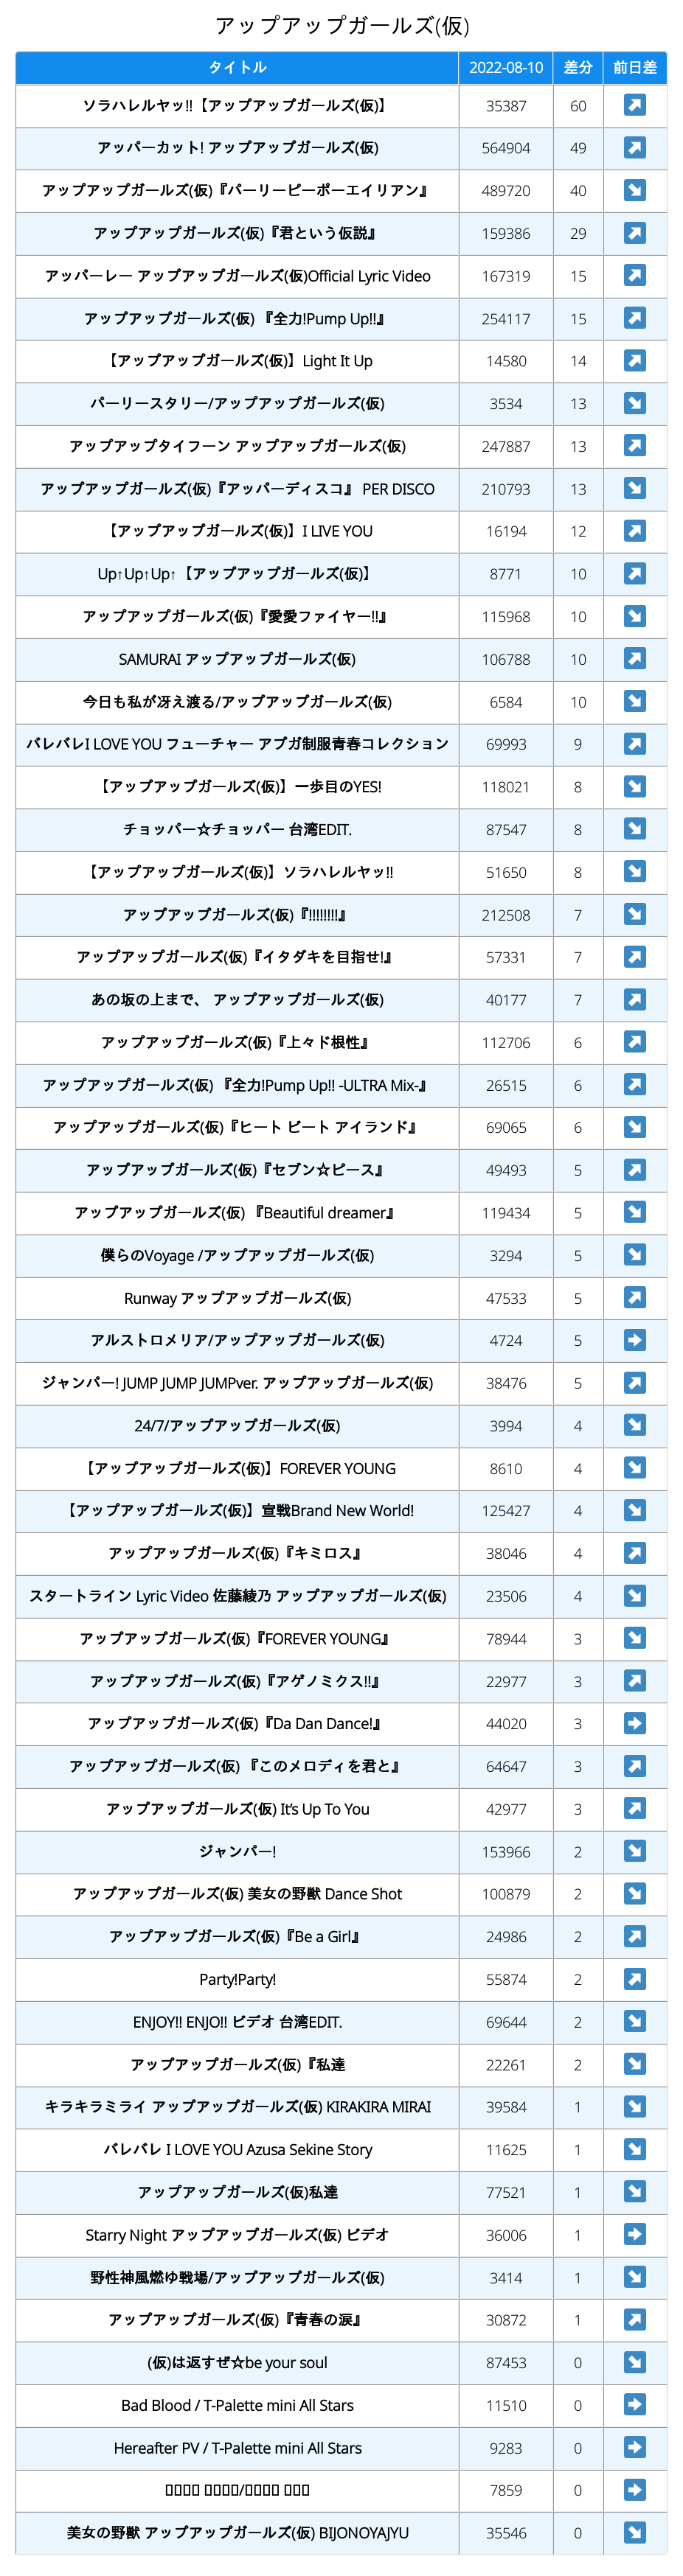 アップアップガールズ(仮)
タイトル 2022-08-10 差分 前日差
ソラハレルヤッ!!【アップアップガールズ(仮)】 35387 60 ↗
アッパーカット! アップアップガールズ(仮) 564904 49 ↗
アップアップガールズ(仮)『パーリーピーポーエイリアン』 489720 40 ↘
アップアップガールズ(仮)『君という仮説』 159386 29 ↗
アッパーレー アップアップガールズ(仮)Official Lyric Video 167319 15 ↗
アップアップガールズ(仮) 『全力!Pump Up!!』 254117 15 ↗
【アップアップガールズ(仮)】Light It Up 14580 14 ↗
パーリースタリー/アップアップガールズ(仮) 3534 13 ↘
アップアップタイフーン アップアップガールズ(仮) 247887 13 ↗
アップアップガールズ(仮)『アッパーディスコ』 PER DISCO 210793 13 ↘
【アップアップガールズ(仮)】I LIVE YOU 16194 12 ↗
Up↑Up↑Up↑【アップアップガールズ(仮)】 8771 10 ↗
アップアップガールズ(仮)『愛愛ファイヤー!!』 115968 10 ↘
SAMURAI アップアップガールズ(仮) 106788 10 ↗
今日も私が冴え渡る/アップアップガールズ(仮) 6584 10 ↘
バレバレI LOVE YOU フューチャー アプガ制服青春コレクション 69993 9 ↗
【アップアップガールズ(仮)】一歩目のYES! 118021 8 ↘
チョッパー☆チョッパー 台湾EDIT. 87547 8 ↘
【アップアップガールズ(仮)】ソラハレルヤッ!! 51650 8 ↘
アップアップガールズ(仮)『!!!!!!!!』 212508 7 ↘
アップアップガールズ(仮)『イタダキを目指せ!』 57331 7 ↗
あの坂の上まで、 アップアップガールズ(仮) 40177 7 ↗
アップアップガールズ(仮)『上々ド根性』 112706 6 ↗
アップアップガールズ(仮) 『全力!Pump Up!! -ULTRA Mix-』 26515 6 ↗
アップアップガールズ(仮)『ヒート ビート アイランド』 69065 6 ↘
アップアップガールズ(仮)『セブン☆ピース』 49493 5 ↗
アップアップガールズ(仮) 『Beautiful dreamer』 119434 5 ↘
僕らのVoyage /アップアップガールズ(仮) 3294 5 ↘
Runway アップアップガールズ(仮) 47533 5 ↗
アルストロメリア/アップアップガールズ(仮) 4724 5 ➡
ジャンパー! JUMP JUMP JUMPver. アップアップガールズ(仮) 38476 5 ↗
24/7/アップアップガールズ(仮) 3994 4 ↘
【アップアップガールズ(仮)】FOREVER YOUNG 8610 4 ↘
【アップアップガールズ(仮)】宣戦Brand New World! 125427 4 ↘
アップアップガールズ(仮)『キミロス』 38046 4 ↗
スタートライン Lyric Video 佐藤綾乃 アップアップガールズ(仮) 23506 4 ↘
アップアップガールズ(仮)『FOREVER YOUNG』 78944 3 ↘
アップアップガールズ(仮)『アゲノミクス!!』 22977 3 ↗
アップアップガールズ(仮)『Da Dan Dance!』 44020 3 ➡
アップアップガールズ(仮) 『このメロディを君と』 64647 3 ↗
アップアップガールズ(仮) It’s Up To You 42977 3 ↗
ジャンパー! 153966 2 ↘
アップアップガールズ(仮) 美女の野獣 Dance Shot 100879 2 ↘
アップアップガールズ(仮)『Be a Girl』 24986 2 ↗
Party!Party! 55874 2 ↗
ENJOY!! ENJO!! ビデオ 台湾EDIT. 69644 2 ↘
アップアップガールズ(仮)『私達 22261 2 ↘
キラキラミライ アップアップガールズ(仮) KIRAKIRA MIRAI 39584 1 ↘
バレバレ I LOVE YOU Azusa Sekine Story 11625 1 ↘
アップアップガールズ(仮)私達 77521 1 ↘
Starry Night アップアップガールズ(仮) ビデオ 36006 1 ➡
野性神風燃ゆ戦場/アップアップガールズ(仮) 3414 1 ↘
アップアップガールズ(仮)『青春の涙』 30872 1 ↗
(仮)は返すぜ☆be your soul 87453 0 ↘
Bad Blood / T-Palette mini All Stars 11510 0 ➡
Hereafter PV / T-Palette mini All Stars 9283 0 ➡
7859 0 ➡
美女の野獣 アップアップガールズ(仮) BIJONOYAJYU 35546 0 ↘